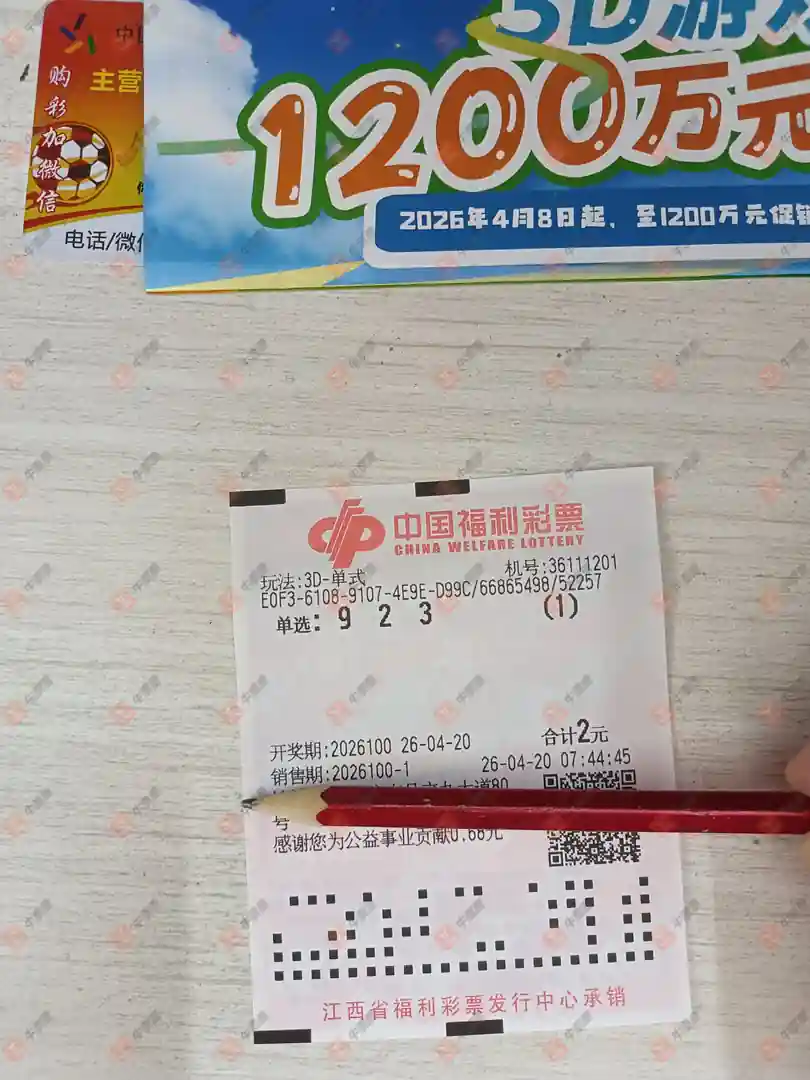 中国
购彩加微信
主营
电话/微信
3D游戏
1200万元
2026年4月8日起,至1200万元促销
中国福利彩票
CHINA WELFARE LOTTERY
玩法:3D-单式 机号:36111201
E0F3-6108-9107-4E9E-D99C/66865498/52257
单选: 9 2 3 (1)
开奖期:2026100 26-04-20 合计2元
销售期:2026100-1 26-04-20 07:44:45
大道80
号
感谢您为公益事业贡献0.68元
江西省福利彩票发行中心承销